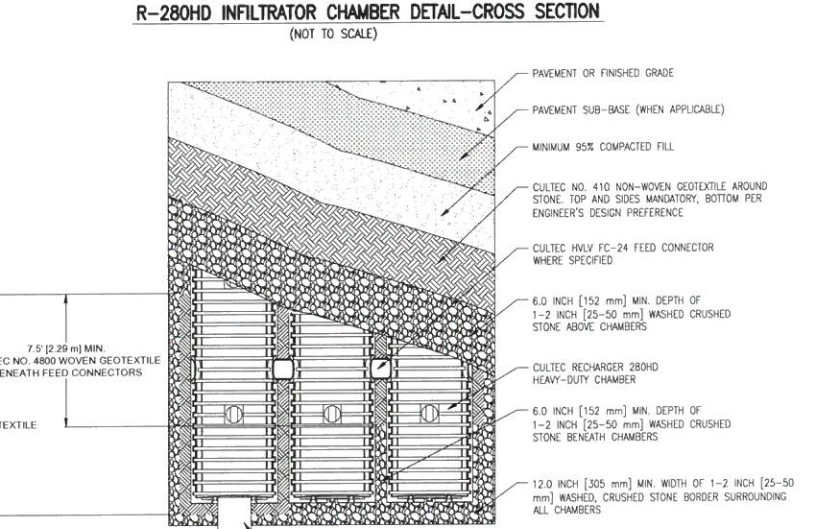 R-280HD INFILTRATOR CHAMBER DETAIL-CROSS SECTION
(NOT TO SCALE)
PAVEMENT OR FINISHED GRADE
PAVEMENT SUB-BASE (WHEN APPLICABLE)
MINIMUM 95% COMPACTED FILL
CULTEC NO. 410 NON-WOVEN GEOTEXTILE AROUND
STONE. TOP AND SIDES MANDATORY, BOTTOM PER
ENGINEER'S DESIGN PREFERENCE
CULTEC HVLV FC-24 FEED CONNECTOR
WHERE SPECIFIED
6.0 INCH [152 mm] MIN. DEPTH OF
1-2 INCH [25-50 mm] WASHED CRUSHED
STONE ABOVE CHAMBERS
CULTEC RECHARGER 280HD
HEAVY-DUTY CHAMBER
6.0 INCH [152 mm] MIN. DEPTH OF
1-2 INCH [25-50 mm] WASHED CRUSHED
STONE BENEATH CHAMBERS
12.0 INCH [305 mm] MIN. WIDTH OF 1-2 INCH [25-50
mm] WASHED, CRUSHED STONE BORDER SURROUNDING
ALL CHAMBERS
7.5' [2.29 m] MIN.
EC NO. 4800 WOVEN GEOTEXTILE
ENEATH FEED CONNECTORS
TEXTILE